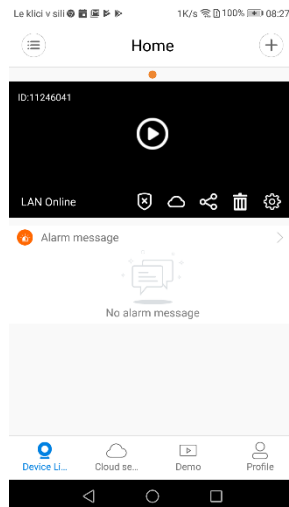 Le klici v sili 1K/s 100% 08:27
Home
ID:11246041
LAN Online
Alarm message
No alarm message
Device Li... Cloud se... Demo Profile